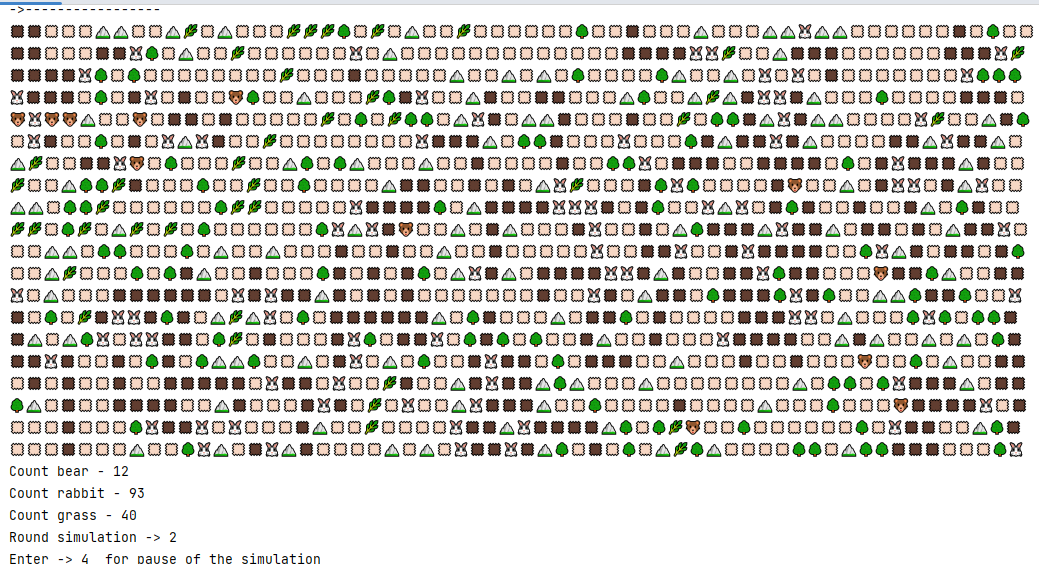 ->----------------
Count bear - 12
Count rabbit - 93
Count grass - 40
Round simulation -> 2
Enter -> 4  for pause of the simulation